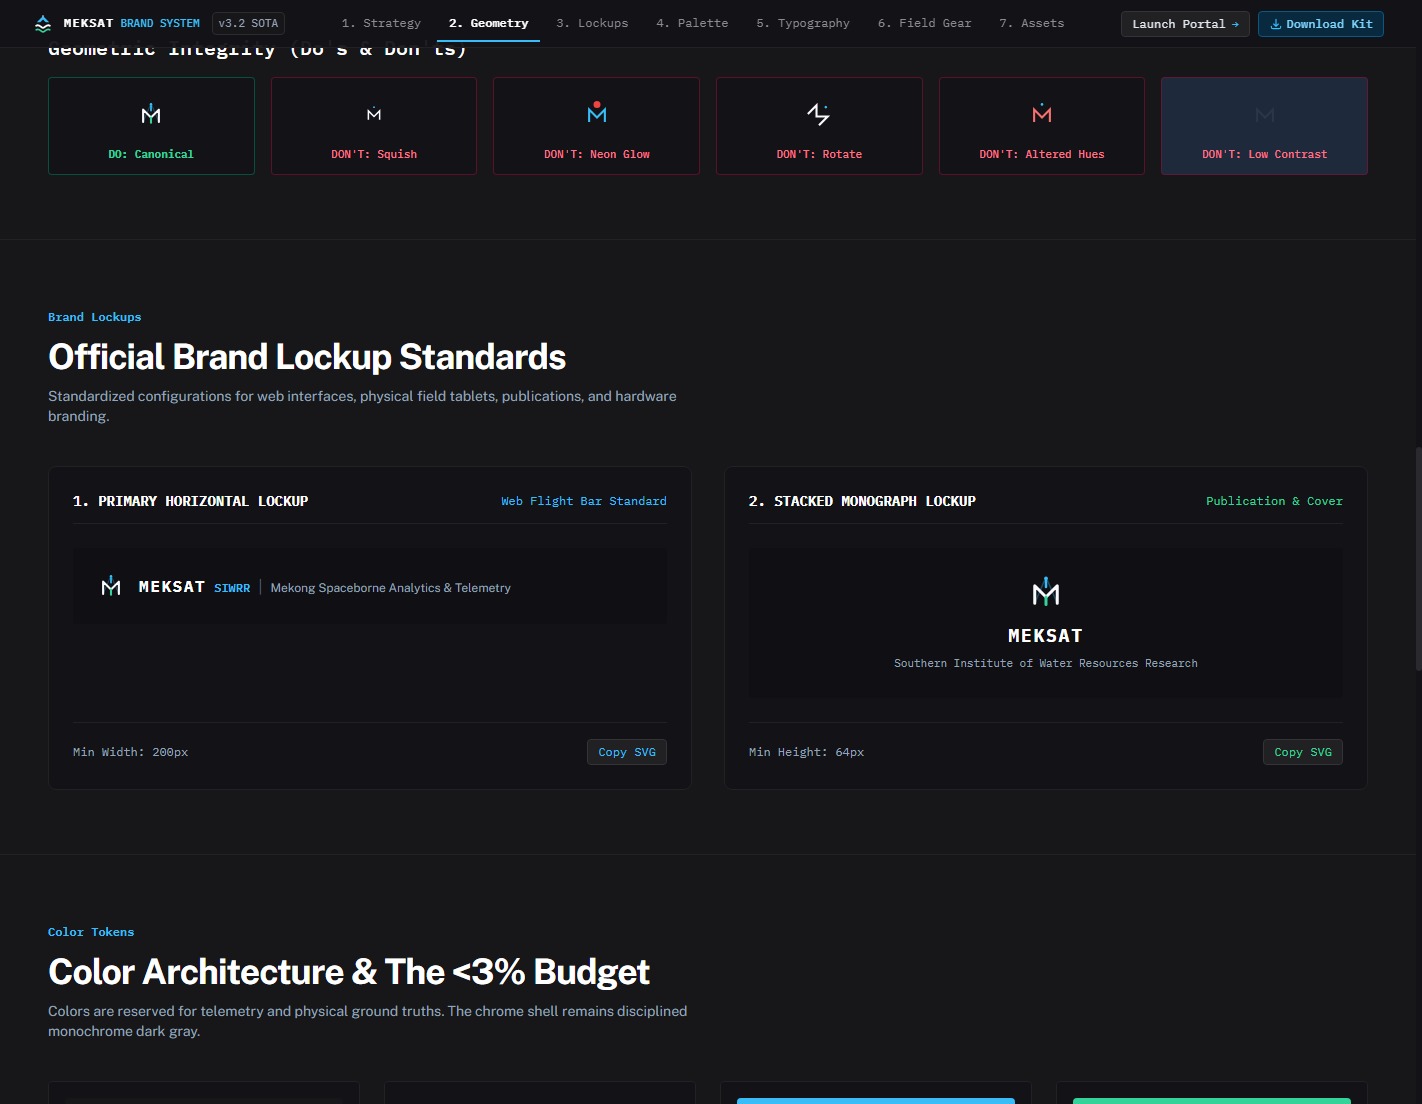 MEKSAT BRAND SYSTEM v3.2 SOTA 1. Strategy 2. Geometry 3. Lockups 4. Palette 5. Typography 6. Field Gear 7. Assets Launch Portal → Download Kit
Geometric Integrity (Do's & Don'ts)
DO: Canonical
DON'T: Squish
DON'T: Neon Glow
DON'T: Rotate
DON'T: Altered Hues
DON'T: Low Contrast
Brand Lockups
Official Brand Lockup Standards
Standardized configurations for web interfaces, physical field tablets, publications, and hardware
branding.
1. PRIMARY HORIZONTAL LOCKUP Web Flight Bar Standard
MEKSAT SIWRR | Mekong Spaceborne Analytics & Telemetry
Min Width: 200px Copy SVG
2. STACKED MONOGRAPH LOCKUP Publication & Cover
MEKSAT
Southern Institute of Water Resources Research
Min Height: 64px Copy SVG
Color Tokens
Color Architecture & The <3% Budget
Colors are reserved for telemetry and physical ground truths. The chrome shell remains disciplined
monochrome dark gray.